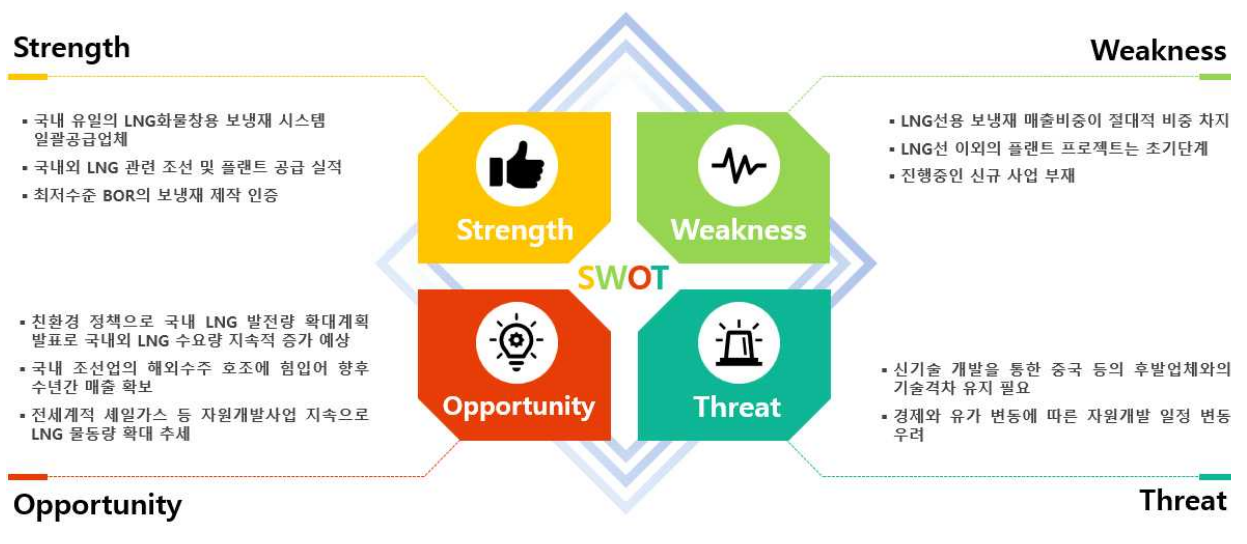 Strength
▪ 국내 유일의 LNG화물창용 보냉재 시스템
일괄공급업체
▪ 국내외 LNG 관련 조선 및 플랜트 공급 실적
▪ 최저수준 BOR의 보냉재 제작 인증
Weakness
▪ LNG선용 보냉재 매출비중이 절대적 비중 차지
▪ LNG선 이외의 플랜트 프로젝트는 초기단계
▪ 진행중인 신규 사업 부재
Strength
Weakness
SWOT
Opportunity
Threat
▪ 친환경 정책으로 국내 LNG 발전량 확대계획
발표로 국내외 LNG 수요량 지속적 증가 예상
▪ 국내 조선업의 해외수주 호조에 힘입어 향후
수년간 매출 확보
▪ 전세계적 셰일가스 등 자원개발사업 지속으로
LNG 물동량 확대 추세
Opportunity
▪ 신기술 개발을 통한 중국 등의 후발업체와의
기술격차 유지 필요
▪ 경제와 유가 변동에 따른 자원개발 일정 변동
우려
Threat